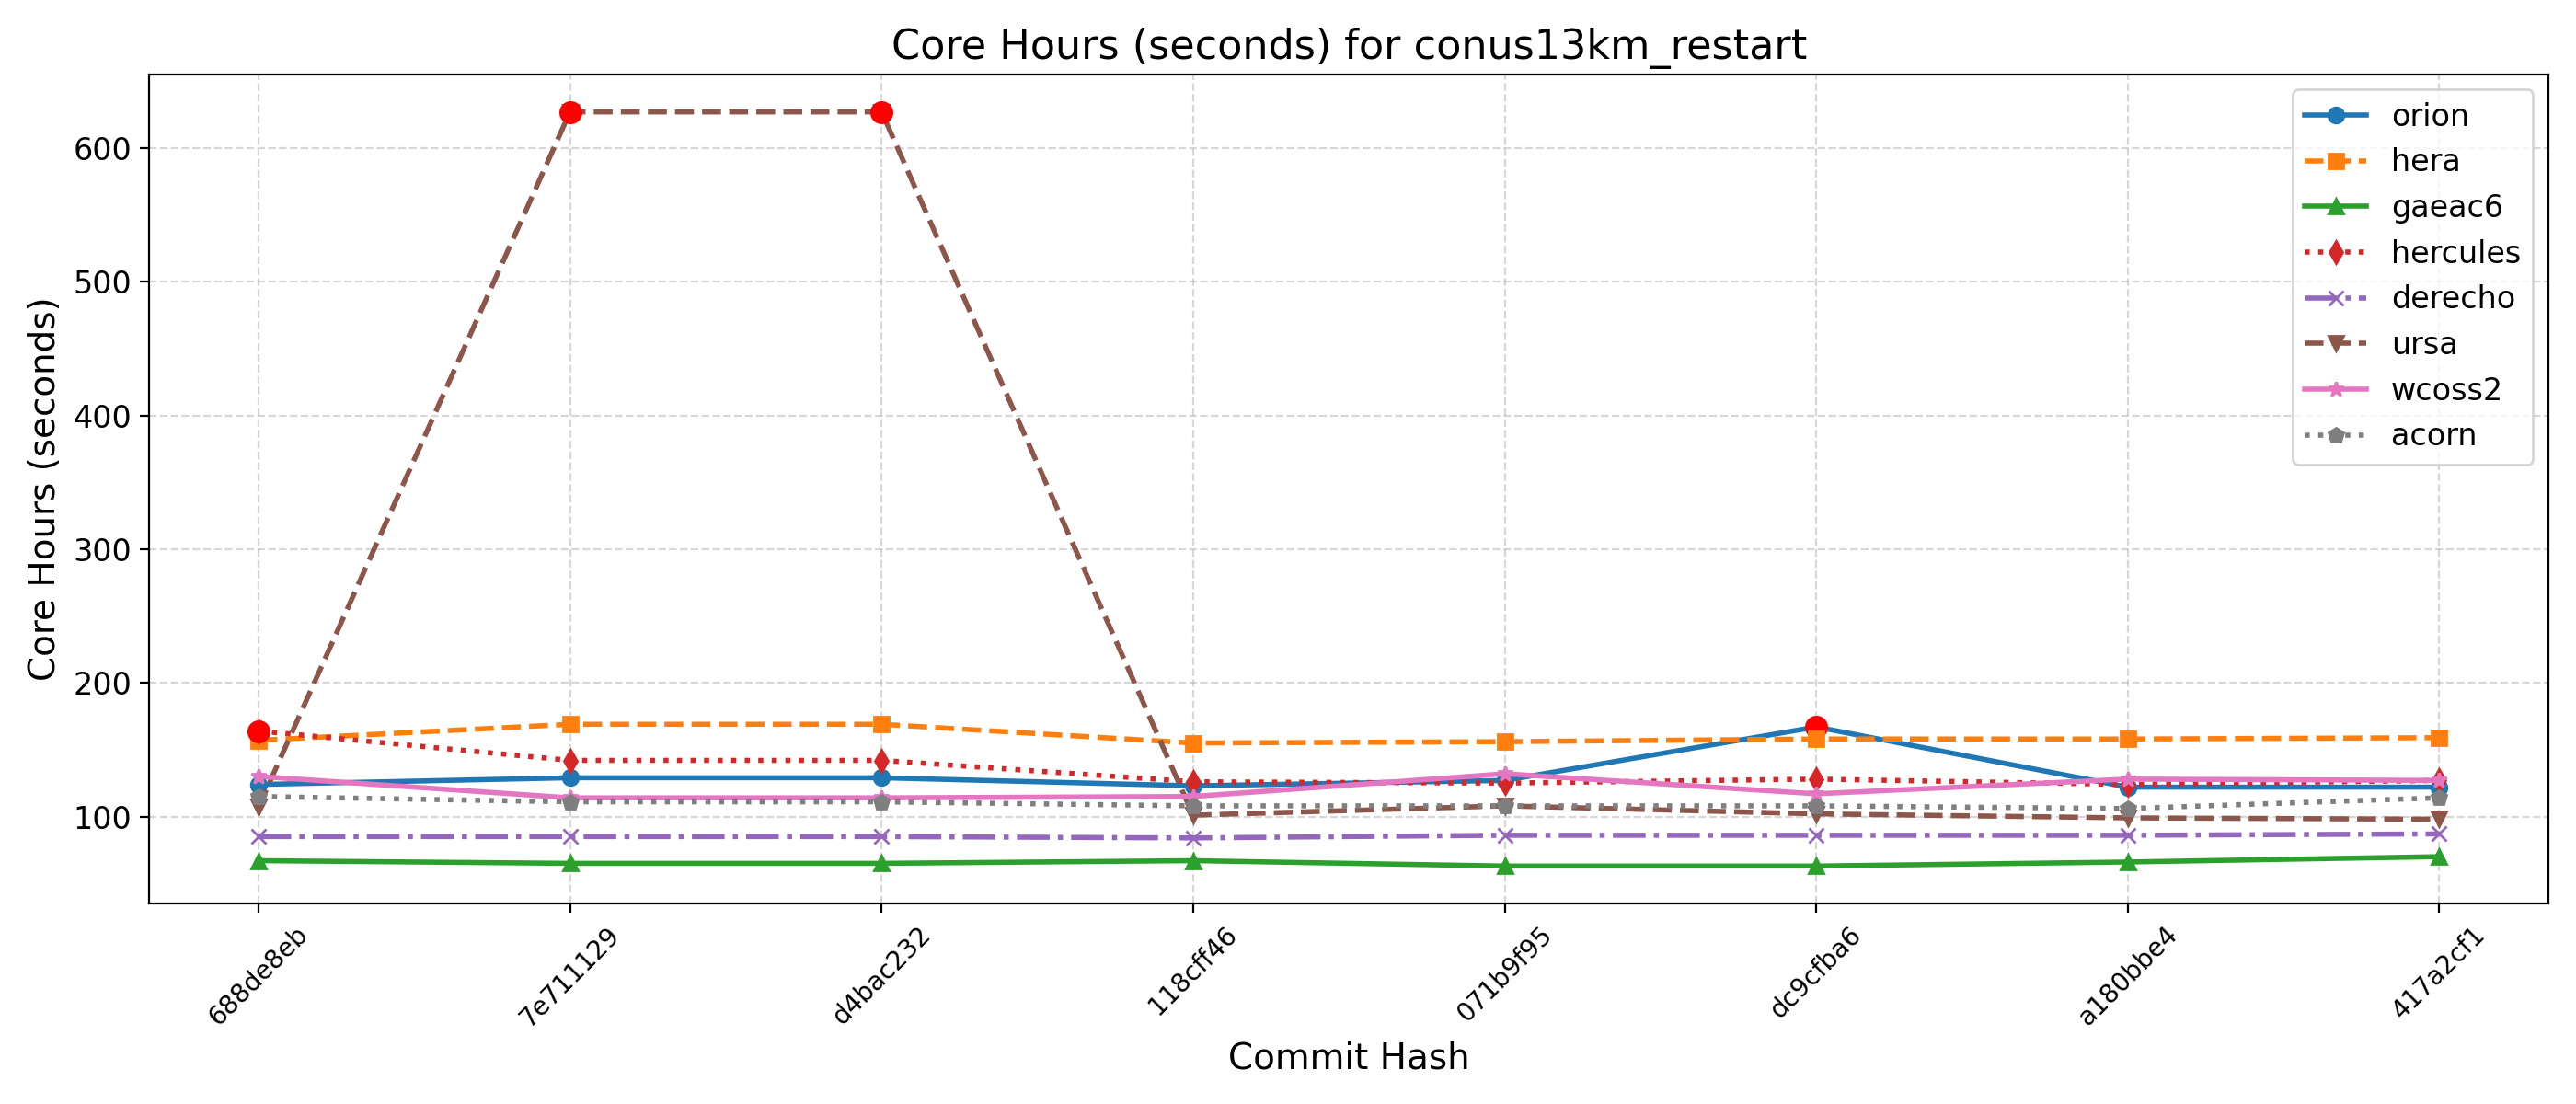 Core Hours (seconds) for conus13km_restart
Core Hours (seconds)
600
500
400
300
200
100
orion
hera
gaeac6
hercules
derecho
ursa
wcoss2
acorn
688de8eb
7e711129
d4bac232
118cff46
071b9f95
dc9cfba6
a180bbe4
417a2cf1
Commit Hash